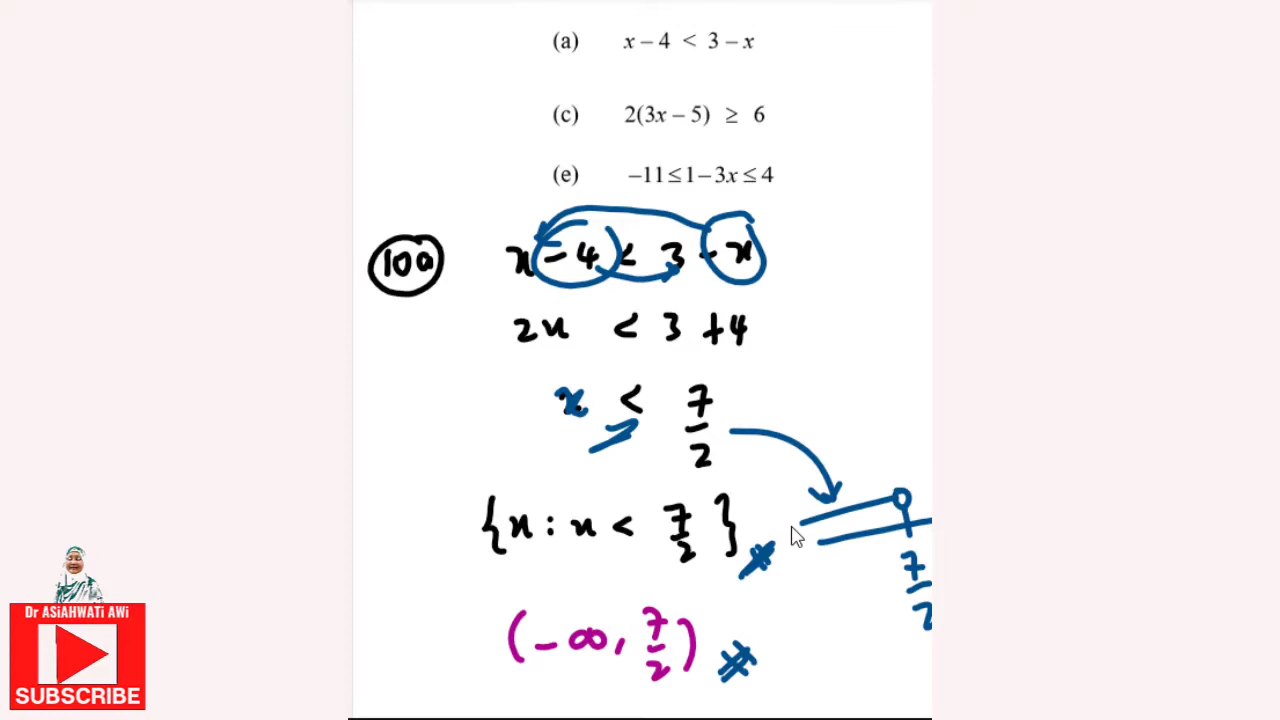 (a) x – 4 < 3 – x
(c) 2(3x – 5) ≥ 6
(e) –11 ≤ 1 – 3x ≤ 4
10a x – 4 < 3 – x
2x < 3 + 4
x < 7/2
{x : x < 7/2}
7/2
(–∞, 7/2)
Dr ASiAHWATi AWi
SUBSCRIBE